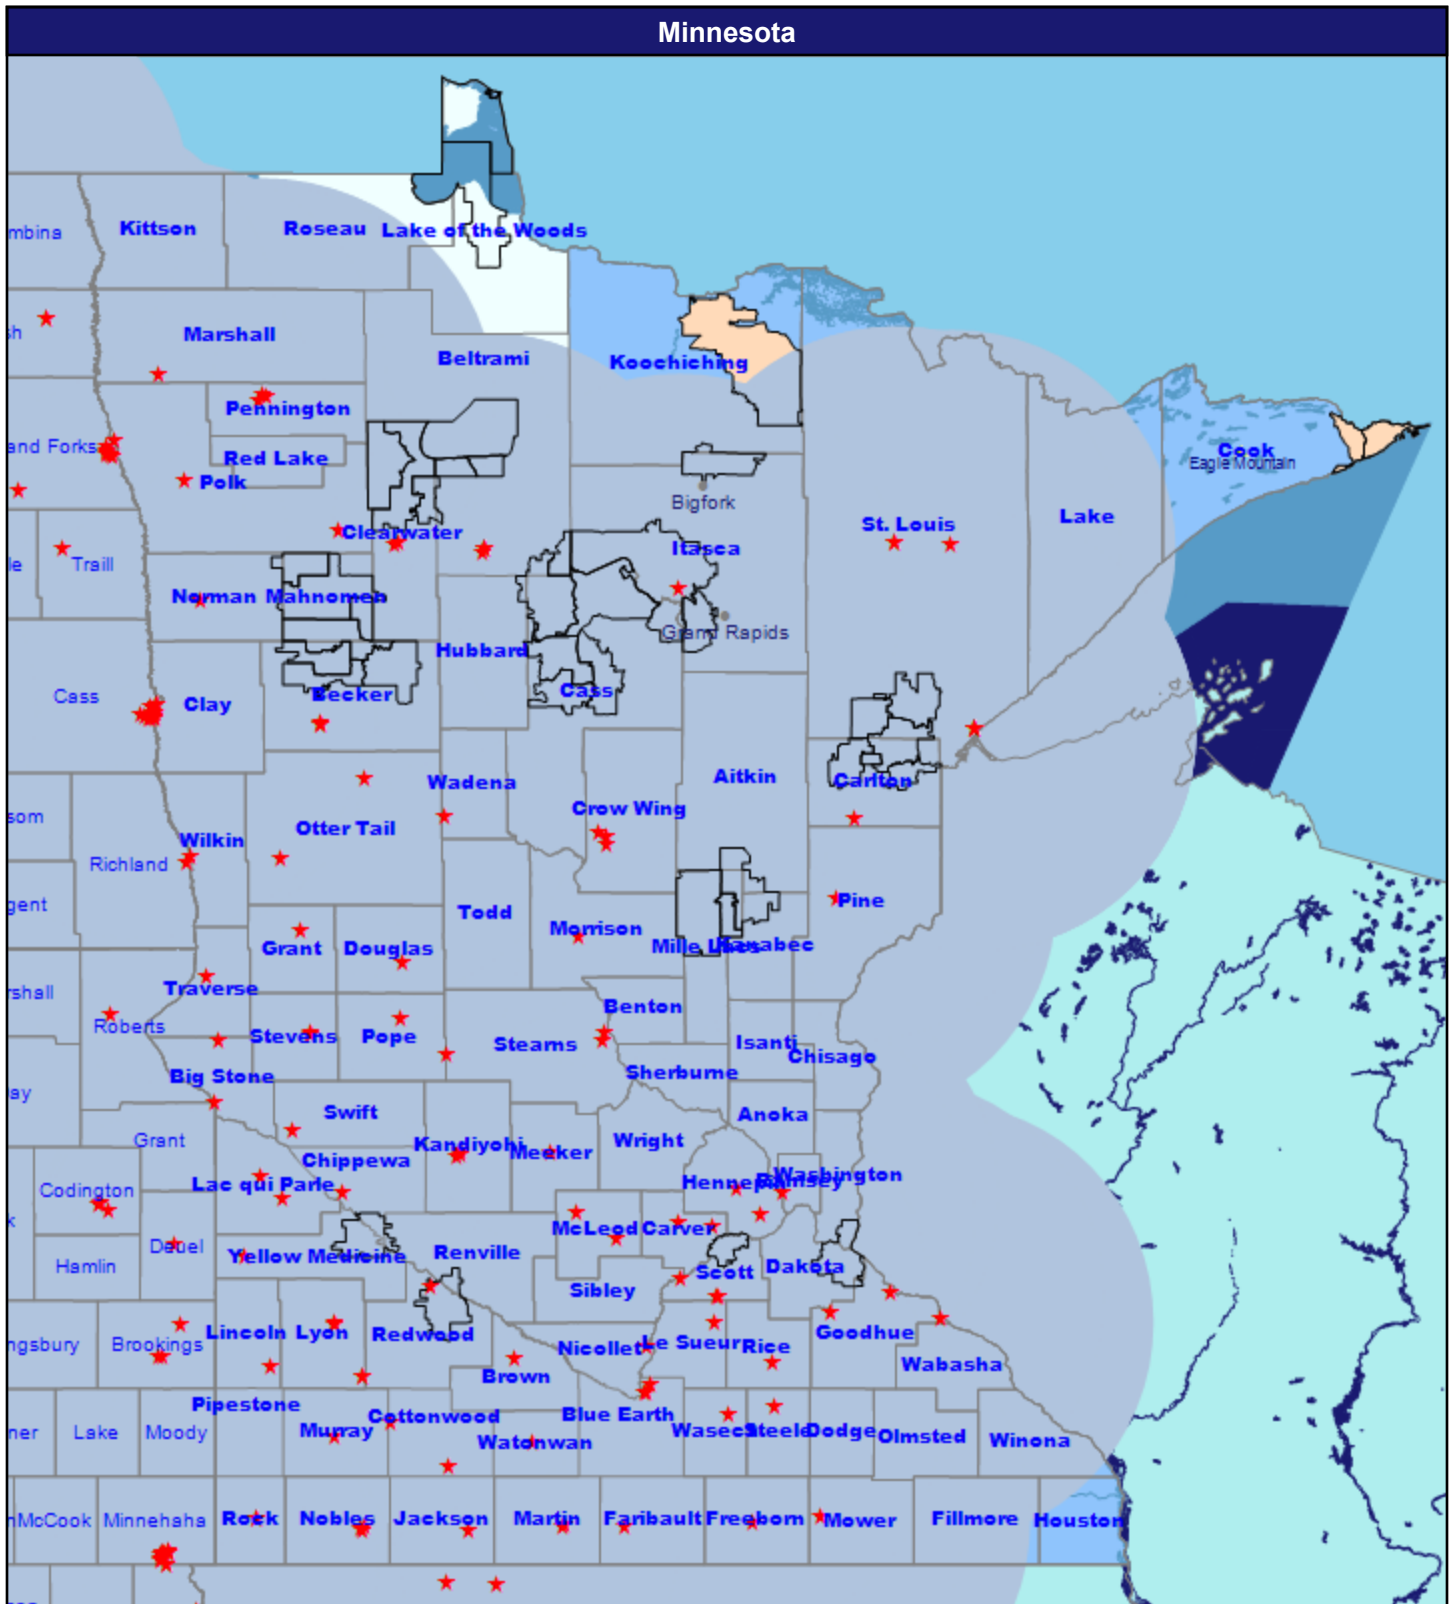 Minnesota
mbina
Kittson
Roseau
Lake of the Woods
sh
Marshall
Beltrami
Koochiching
Pennington
and Forks
Red Lake
Polk
Cook
Eagle Mountain
Bigfork
Clearwater
St. Louis
Lake
le
Traill
Itasca
Norman
Mahnomen
Grand Rapids
Hubbard
Cass
Clay
Becker
Cass
Wadena
Aitkin
Carlton
som
Crow Wing
Otter Tail
Wilkin
Richland
gent
Todd
Pine
Morrison
Mille Lacs
Kanabec
Grant
Douglas
rshall
Traverse
Benton
Roberts
Stevens
Pope
Stearns
Isanti
Chisago
ay
Big Stone
Sherburne
Swift
Anoka
Grant
Kandiyohi
Meeker
Wright
Chippewa
Washington
Codington
Lac qui Parle
Hennepin
Ramsey
k
McLeod
Carver
Deuel
Yellow Medicine
Renville
Hamlin
Scott
Dakota
Sibley
ngsbury
Brookings
Lincoln
Lyon
Redwood
Nicollet
Le Sueur
Rice
Goodhue
Wabasha
Brown
Pipestone
Cottonwood
Blue Earth
ner
Lake
Moody
Murray
Watonwan
Waseca
Steele
Dodge
Olmsted
Winona
McCook
Minnehaha
Rock
Nobles
Jackson
Martin
Faribault
Freeborn
Mower
Fillmore
Houston